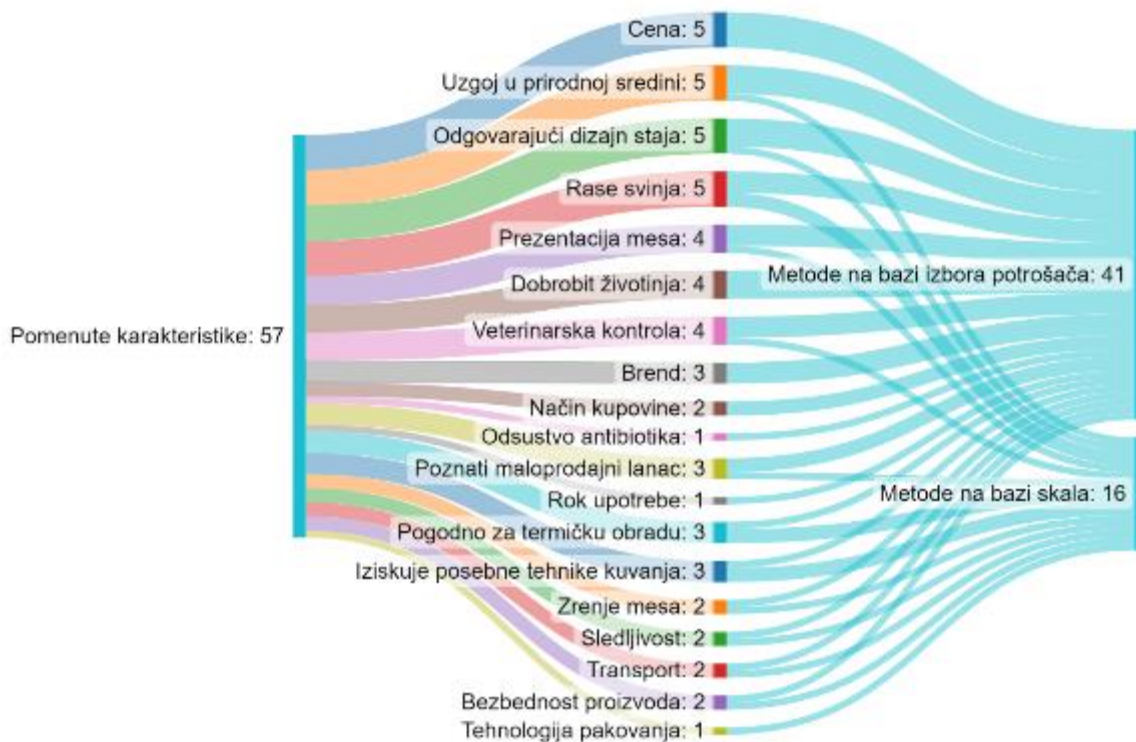 Cena: 5
Uzgoj u prirodnoj sredini: 5
Odgovarajući dizajn staja: 5
Rase svinja: 5
Prezentacija mesa: 4
Metode na bazi izbora potrošača: 41
Dobrobit životinja: 4
Pomenute karakteristike: 57
Veterinarska kontrola: 4
Brend: 3
Način kupovine: 2
Odsustvo antibiotika: 1
Poznati maloprodajni lanac: 3
Metode na bazi skala: 16
Rok upotrebe: 1
Pogodno za termičku obradu: 3
Iziskuje posebne tehnike kuvanja: 3
Zrenje mesa: 2
Sledljivost: 2
Transport: 2
Bezbednost proizvoda: 2
Tehnologija pakovanja: 1